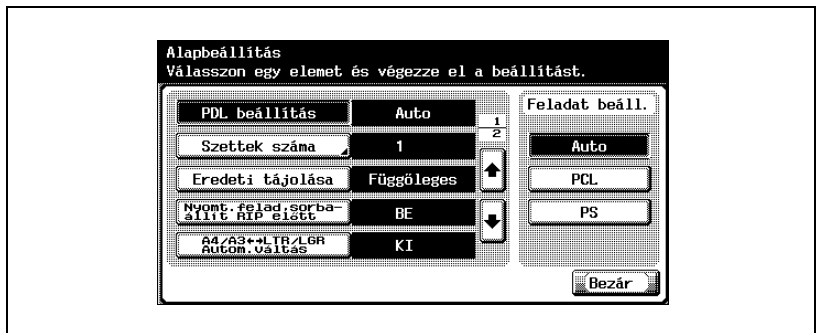 Alapbeállítás
Válasszon egy elemet és végezze el a beállítást.
PDL beállítás Auto
Szettek száma 1
Eredeti tájolása Függőleges
Nyomt.felad.sorba-
állít RIP előtt BE
A4/A3↔LTR/LGR
Autom.váltás KI
1
2
Feladat beáll.
Auto
PCL
PS
Bezár